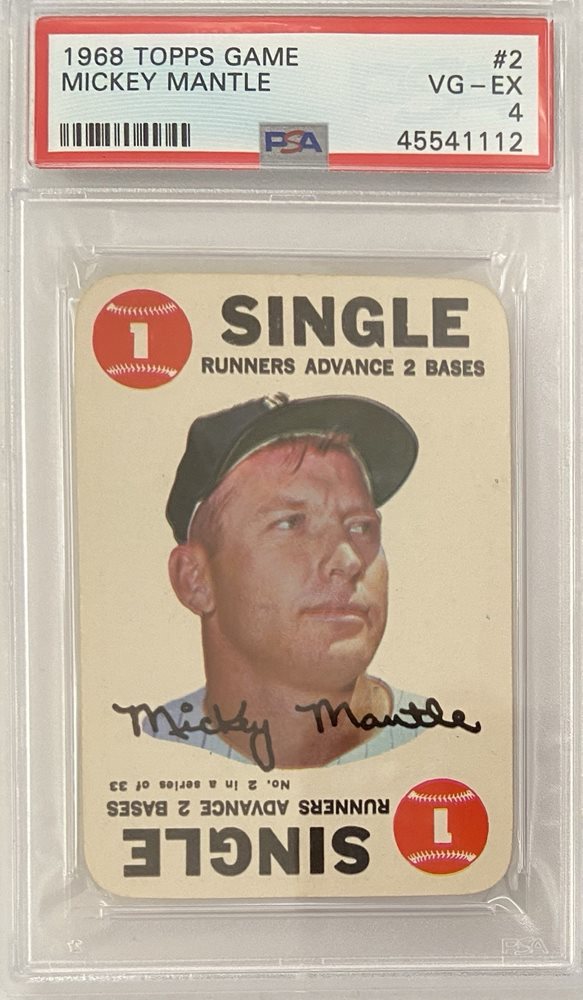 1968 TOPPS GAME #2
MICKEY MANTLE VG-EX
4
PSA 45541112
1 SINGLE
RUNNERS ADVANCE 2 BASES
Micky Mantle
No. 2 in a series of 33
RUNNERS ADVANCE 2 BASES
SINGLE 1
PSA